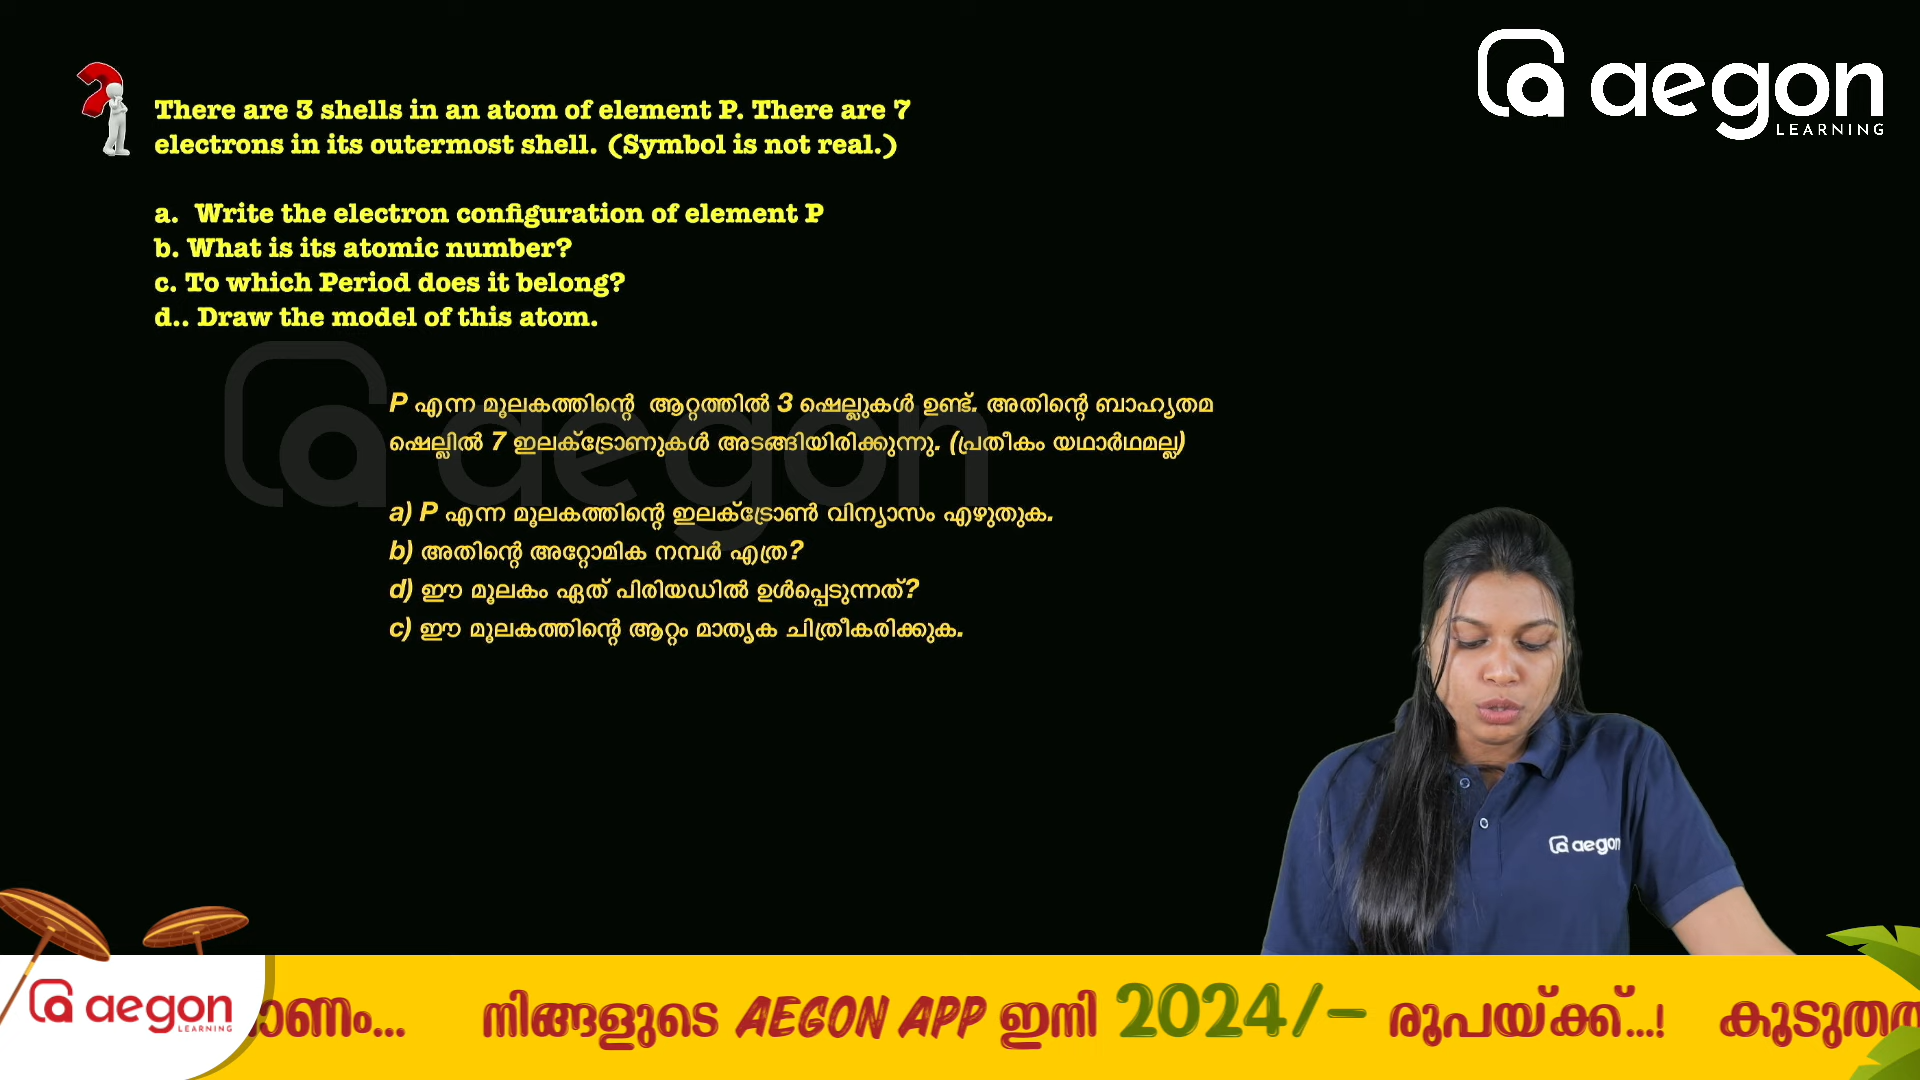 aegon
LEARNING
There are 3 shells in an atom of element P. There are 7
electrons in its outermost shell. (Symbol is not real.)
a. Write the electron configuration of element P
b. What is its atomic number?
c. To which Period does it belong?
d.. Draw the model of this atom.
aegon
P എന്ന മൂലകത്തിന്റെ ആറ്റത്തിൽ 3 ഷെല്ലുകൾ ഉണ്ട്. അതിന്റെ ബാഹ്യതമ
ഷെല്ലിൽ 7 ഇലക്ട്രോണുകൾ അടങ്ങിയിരിക്കുന്നു. (പ്രതീകം യഥാർഥമല്ല)
a) P എന്ന മൂലകത്തിന്റെ ഇലക്ട്രോൺ വിന്യാസം എഴുതുക.
b) അതിന്റെ അറ്റോമിക നമ്പർ എത്ര?
d) ഈ മൂലകം ഏത് പിരിയഡിൽ ഉൾപ്പെടുന്നത്?
c) ഈ മൂലകത്തിന്റെ ആറ്റം മാതൃക ചിത്രീകരിക്കുക.
aegon
aegon
LEARNING
നിങ്ങളുടെ AEGON APP ഇനി 2024/- രൂപയ്ക്ക്...!